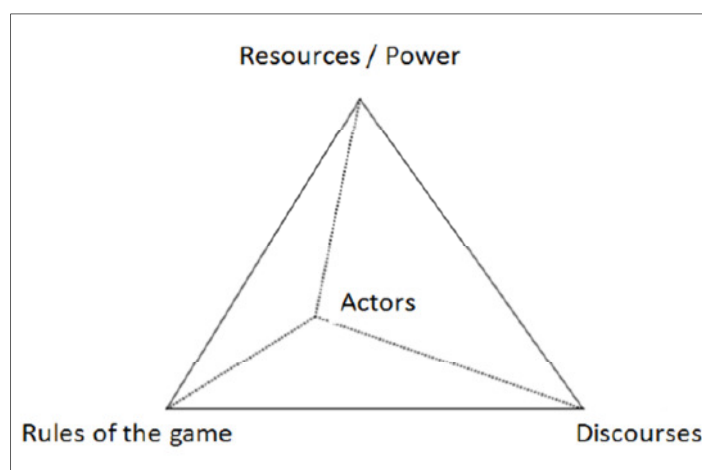 Resources / Power
Actors
Rules of the game
Discourses